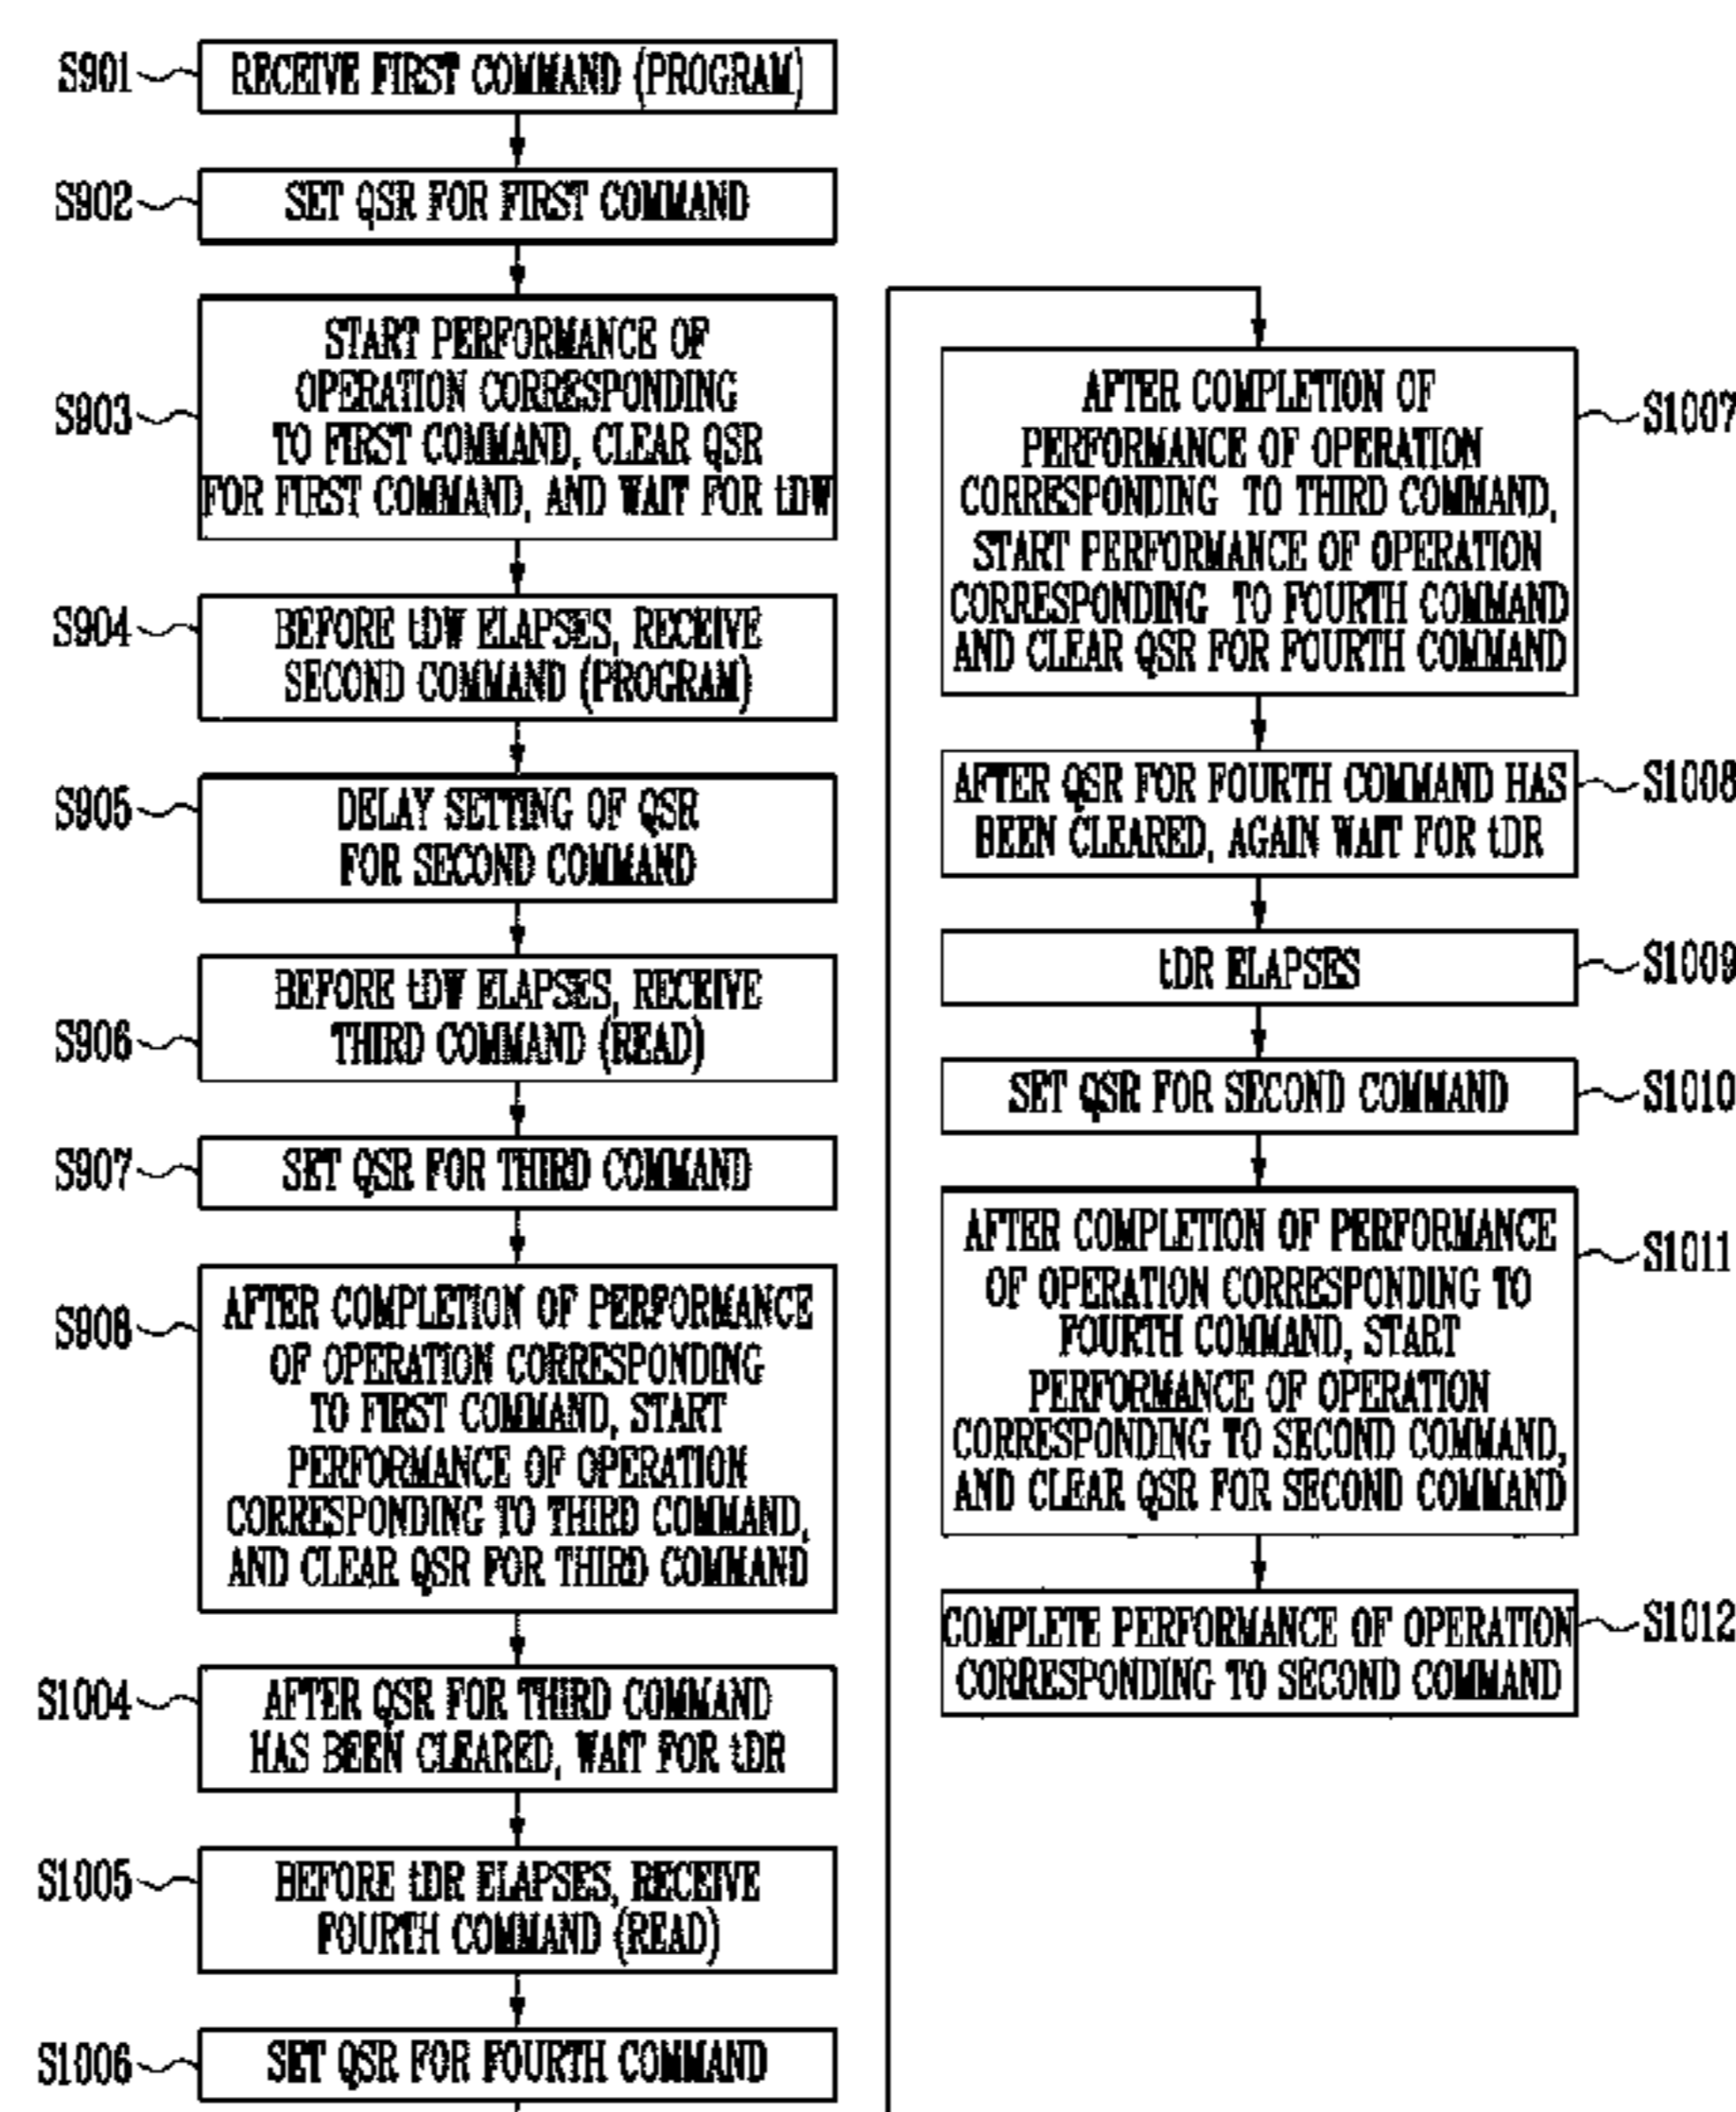 S901
RECEIVE FIRST COMMAND (PROGRAM)
S902
SET QSR FOR FIRST COMMAND
S903
START PERFORMANCE OF
OPERATION CORRESPONDING
TO FIRST COMMAND, CLEAR QSR
FOR FIRST COMMAND, AND WAIT FOR tDW
S904
BEFORE tDW ELAPSES, RECEIVE
SECOND COMMAND (PROGRAM)
S905
DELAY SETTING OF QSR
FOR SECOND COMMAND
S906
BEFORE tDW ELAPSES, RECEIVE
THIRD COMMAND (READ)
S907
SET QSR FOR THIRD COMMAND
S908
AFTER COMPLETION OF PERFORMANCE
OF OPERATION CORRESPONDING
TO FIRST COMMAND, START
PERFORMANCE OF OPERATION
CORRESPONDING TO THIRD COMMAND,
AND CLEAR QSR FOR THIRD COMMAND
S1004
AFTER QSR FOR THIRD COMMAND
HAS BEEN CLEARED, WAIT FOR tDR
S1005
BEFORE tDR ELAPSES, RECEIVE
FOURTH COMMAND (READ)
S1006
SET QSR FOR FOURTH COMMAND
AFTER COMPLETION OF
PERFORMANCE OF OPERATION
CORRESPONDING TO THIRD COMMAND,
START PERFORMANCE OF OPERATION
CORRESPONDING TO FOURTH COMMAND
AND CLEAR QSR FOR FOURTH COMMAND
S1007
AFTER QSR FOR FOURTH COMMAND HAS
BEEN CLEARED, AGAIN WAIT FOR tDR
S1008
tDR ELAPSES
S1009
SET QSR FOR SECOND COMMAND
S1010
AFTER COMPLETION OF PERFORMANCE
OF OPERATION CORRESPONDING TO
FOURTH COMMAND, START
PERFORMANCE OF OPERATION
CORRESPONDING TO SECOND COMMAND,
AND CLEAR QSR FOR SECOND COMMAND
S1011
COMPLETE PERFORMANCE OF OPERATION
CORRESPONDING TO SECOND COMMAND
S1012